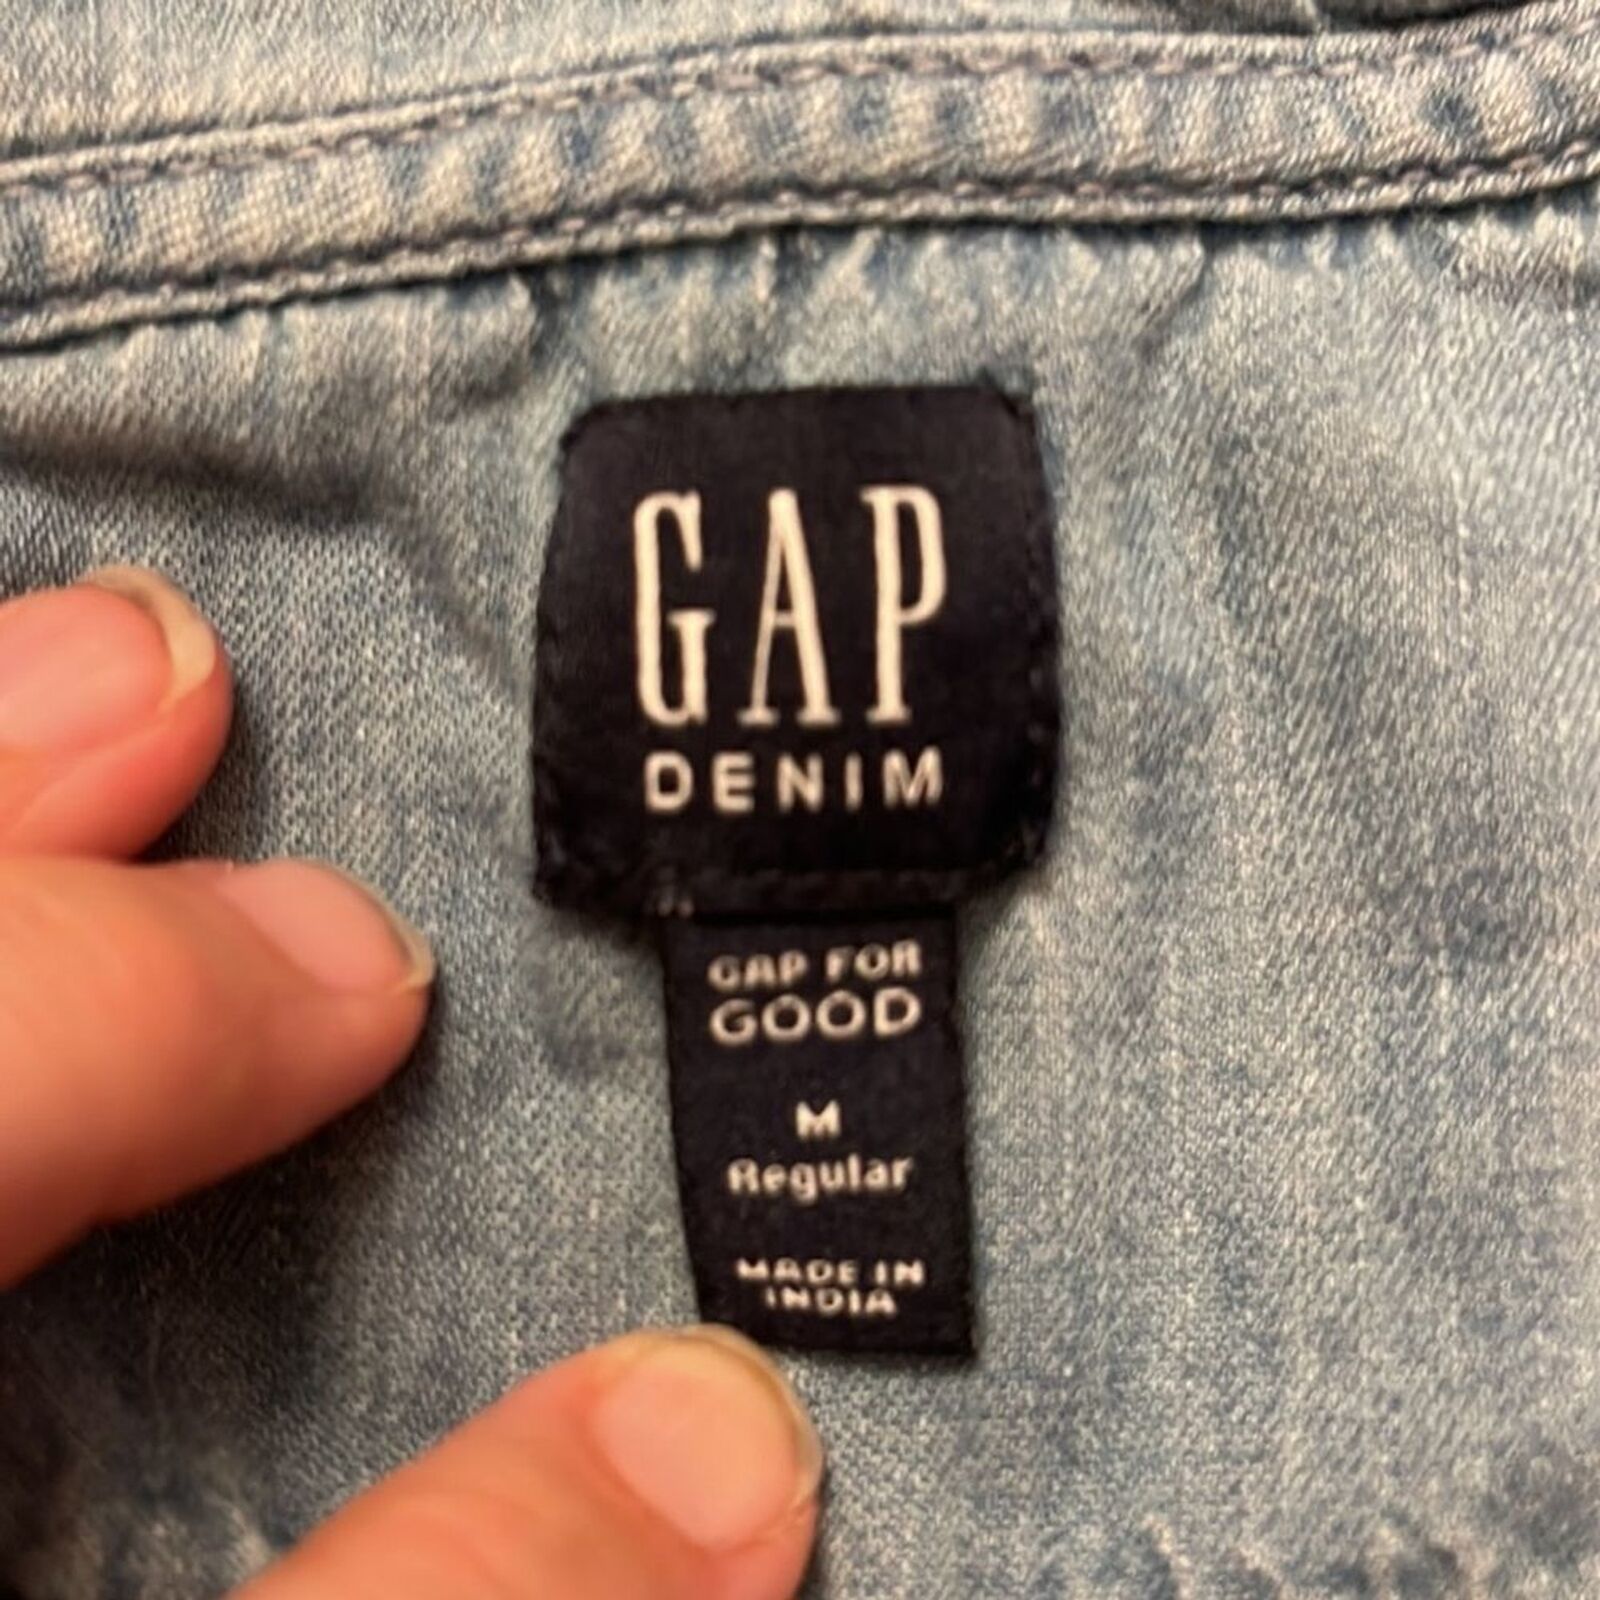 GAP
DENIM
GAP FOR
GOOD
M
Regular
MADE IN
INDIA